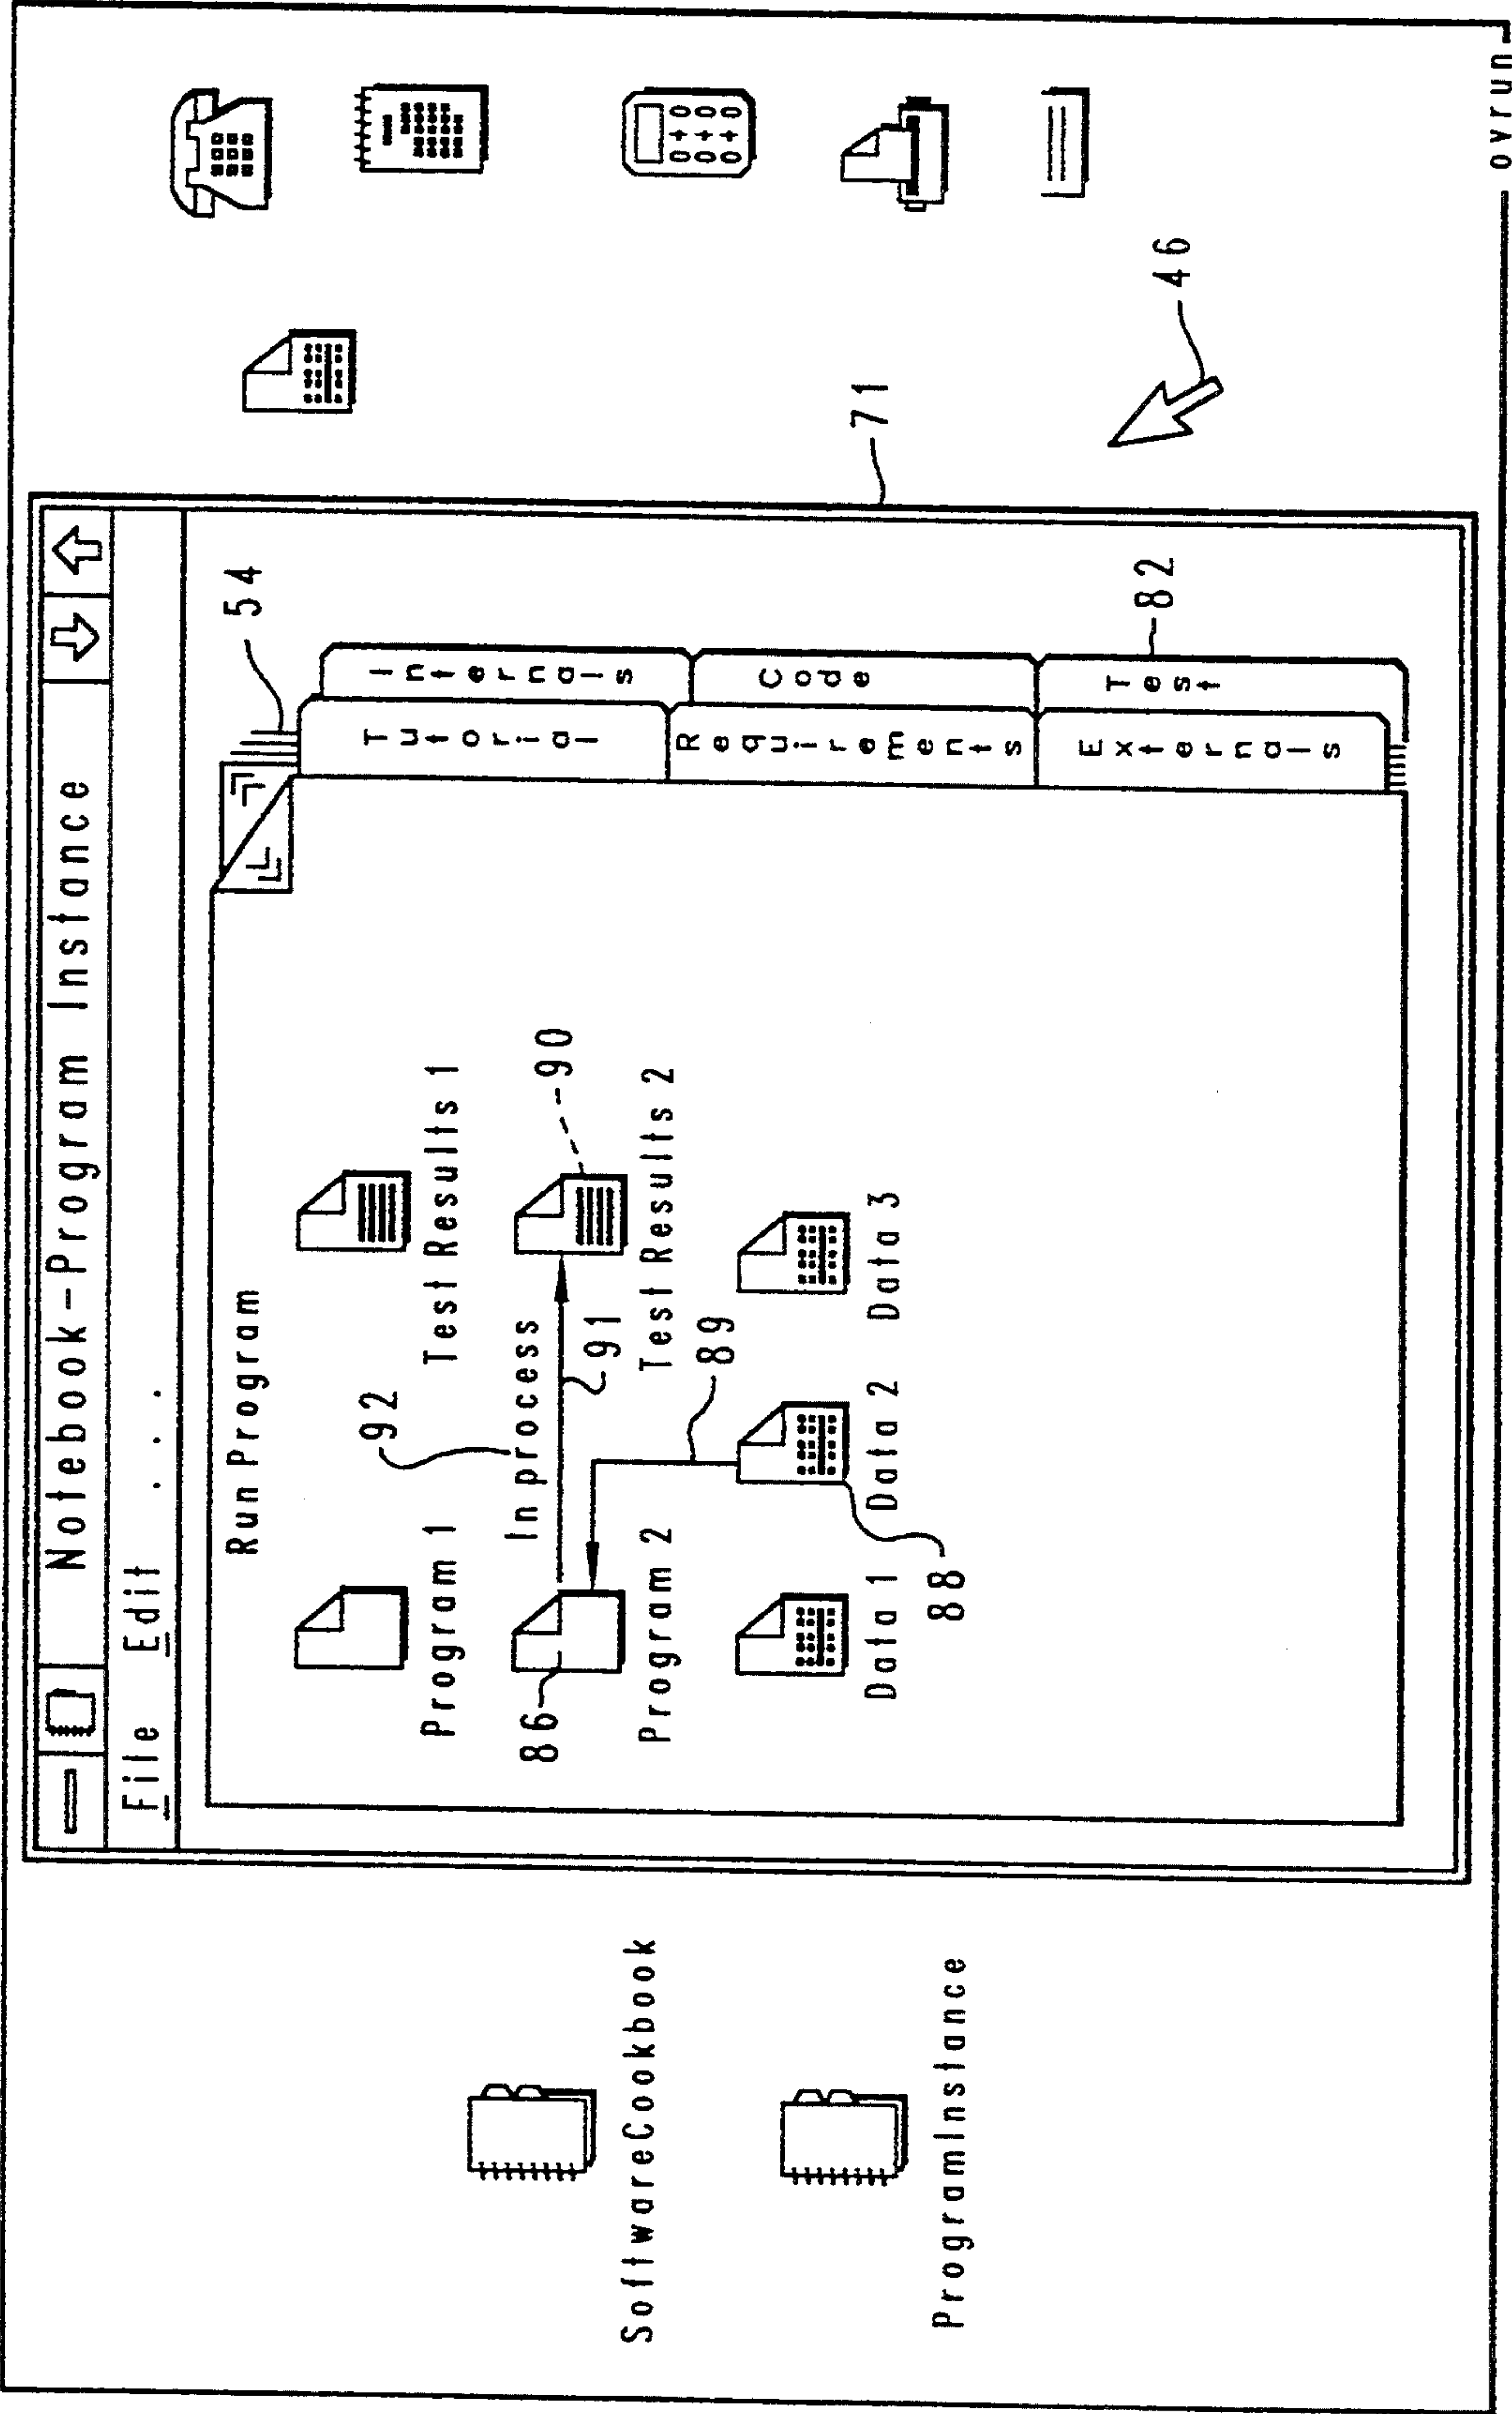 Notebook-Program Instance
File Edit ...
54
Run Program
Tutorial
Requirements
Externals
Internals
Code
Test
82
Program 1
Test Results 1
92
In process
90
86
91
Program 2
Test Results 2
89
Data 1
Data 2
Data 3
88
71
46
SoftwareCookbook
ProgramInstance
ovrun